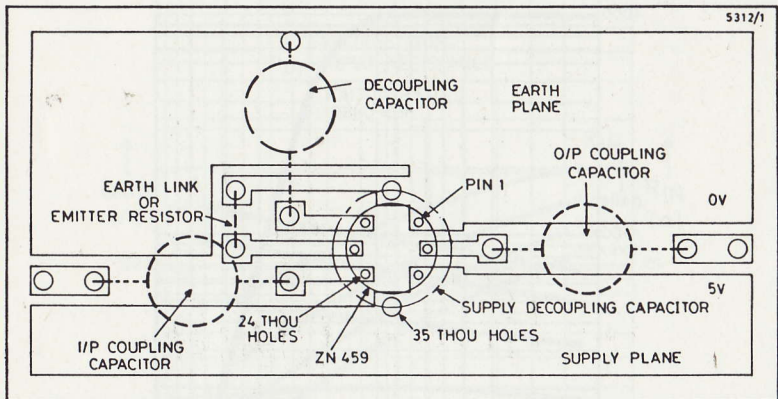 5312/1
DECOUPLING
CAPACITOR
EARTH
PLANE
O/P COUPLING
CAPACITOR
EARTH LINK
OR
EMITTER RESISTOR
PIN 1
0V
5V
24 THOU
HOLES
SUPPLY DECOUPLING CAPACITOR
I/P COUPLING
CAPACITOR
ZN 459
35 THOU HOLES
SUPPLY PLANE